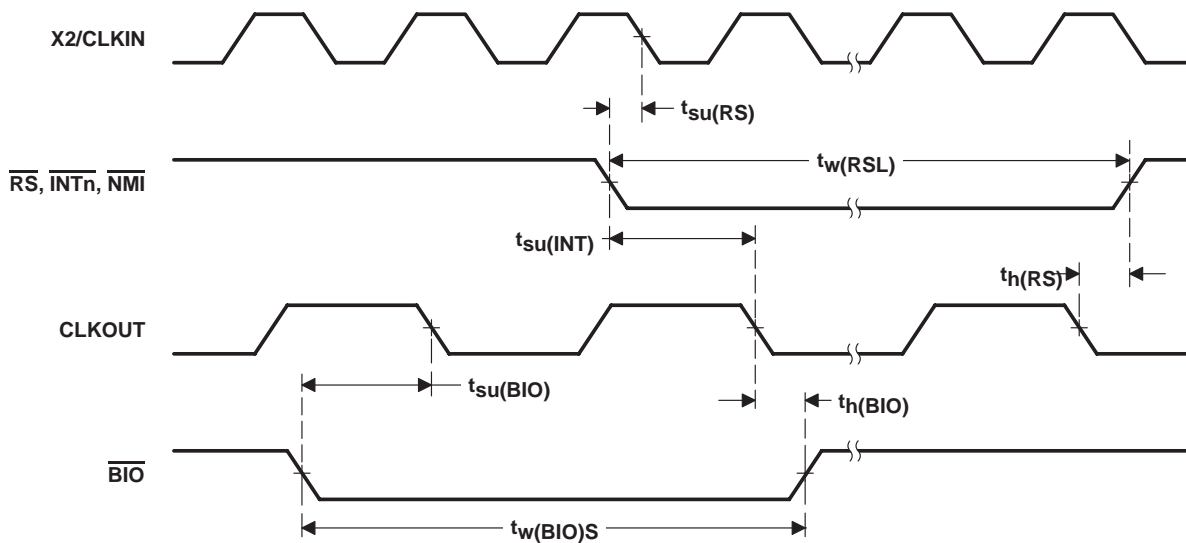 X2/CLKIN
tsu(RS)
tw(RSL)
RS, INTn, NMI
tsu(INT)
th(RS)
CLKOUT
tsu(BIO)
th(BIO)
BIO
tw(BIO)S